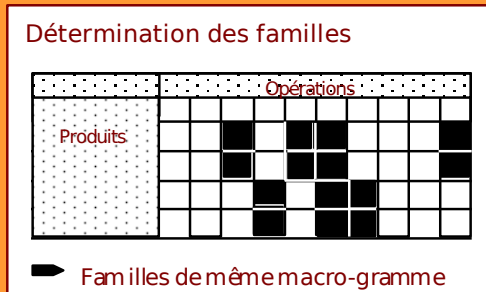 Détermination des familles
Opérations
Produits
Familles de même macro-gramme